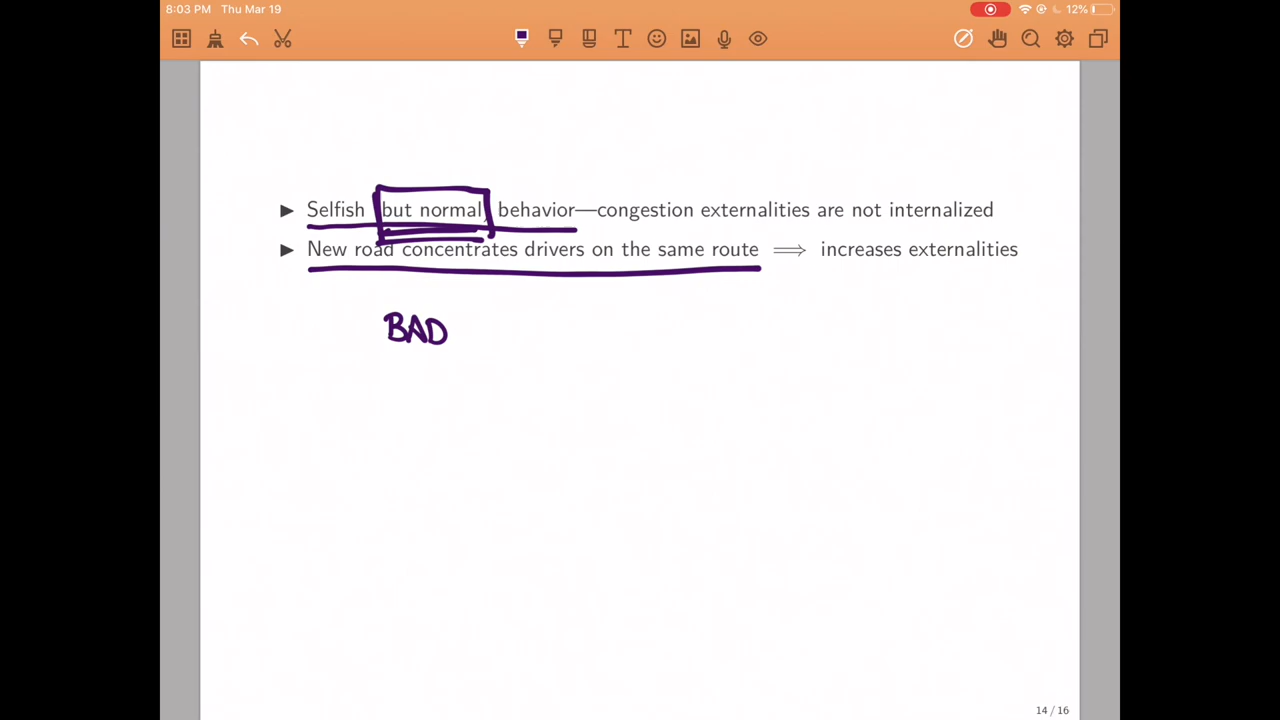 8:03 PM Thu Mar 19 12%
▶ Selfish but normal, behavior—congestion externalities are not internalized
▶ New road concentrates drivers on the same route ⟹ increases externalities
BAD
14 / 16